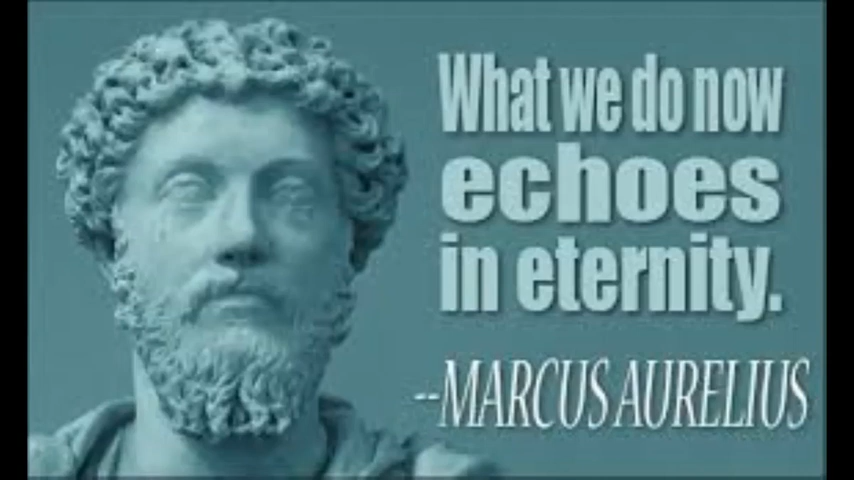 What we do now
echoes
in eternity.
--MARCUS AURELIUS